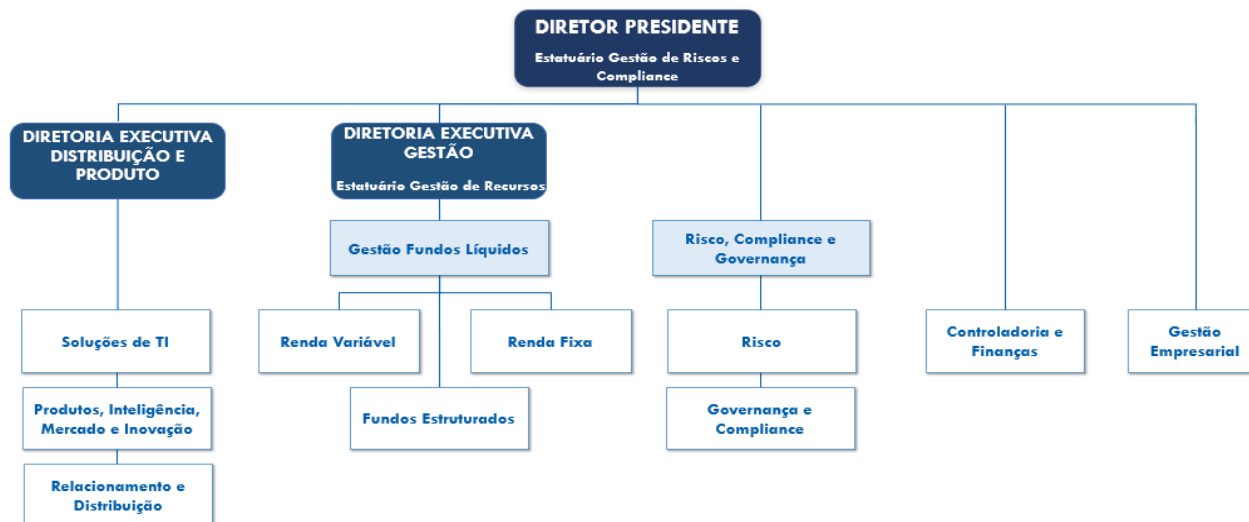 DIRETOR PRESIDENTE
Estatuário Gestão de Riscos e
Compliance
DIRETORIA EXECUTIVA
DISTRIBUIÇÃO E
PRODUTO
DIRETORIA EXECUTIVA
GESTÃO
Estatuário Gestão de Recursos
Gestão Fundos Líquidos
Risco, Compliance e
Governança
Soluções de TI
Renda Variável
Renda Fixa
Risco
Controladoria e
Finanças
Gestão
Empresarial
Produtos, Inteligência,
Mercado e Inovação
Fundos Estruturados
Governança e
Compliance
Relacionamento e
Distribuição